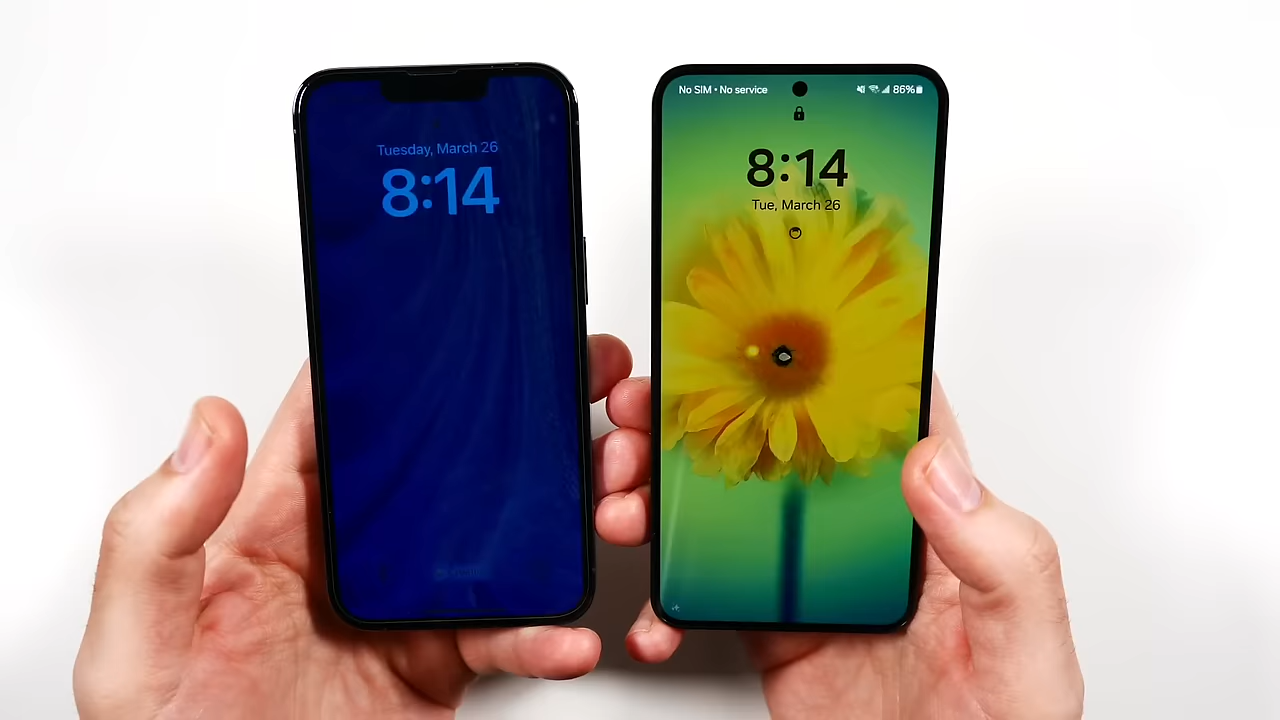 Tuesday, March 26
8:14
No SIM • No service
86%
8:14
Tue, March 26